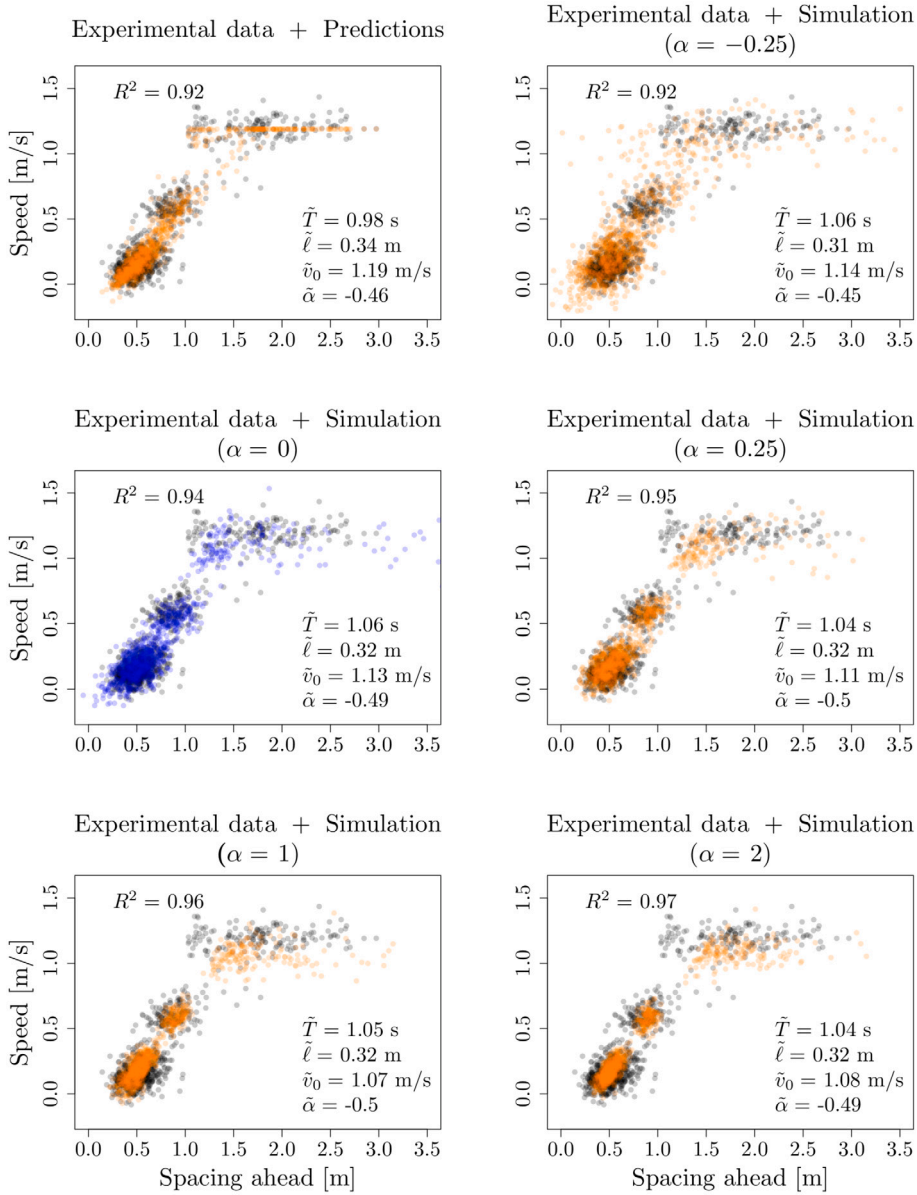 Experimental data + Predictions
R² = 0.92
Speed [m/s]
1.5
1.0
0.5
0.0
T̃ = 0.98 s
ℓ̃ = 0.34 m
ṽ₀ = 1.19 m/s
α̃ = -0.46
0.0 0.5 1.0 1.5 2.0 2.5 3.0 3.5
Experimental data + Simulation
(α = −0.25)
R² = 0.92
1.5
1.0
0.5
0.0
T̃ = 1.06 s
ℓ̃ = 0.31 m
ṽ₀ = 1.14 m/s
α̃ = -0.45
0.0 0.5 1.0 1.5 2.0 2.5 3.0 3.5
Experimental data + Simulation
(α = 0)
R² = 0.94
Speed [m/s]
1.5
1.0
0.5
0.0
T̃ = 1.06 s
ℓ̃ = 0.32 m
ṽ₀ = 1.13 m/s
α̃ = -0.49
0.0 0.5 1.0 1.5 2.0 2.5 3.0 3.5
Experimental data + Simulation
(α = 0.25)
R² = 0.95
1.5
1.0
0.5
0.0
T̃ = 1.04 s
ℓ̃ = 0.32 m
ṽ₀ = 1.11 m/s
α̃ = -0.5
0.0 0.5 1.0 1.5 2.0 2.5 3.0 3.5
Experimental data + Simulation
(α = 1)
R² = 0.96
Speed [m/s]
1.5
1.0
0.5
0.0
T̃ = 1.05 s
ℓ̃ = 0.32 m
ṽ₀ = 1.07 m/s
α̃ = -0.5
0.0 0.5 1.0 1.5 2.0 2.5 3.0 3.5
Spacing ahead [m]
Experimental data + Simulation
(α = 2)
R² = 0.97
1.5
1.0
0.5
0.0
T̃ = 1.04 s
ℓ̃ = 0.32 m
ṽ₀ = 1.08 m/s
α̃ = -0.49
0.0 0.5 1.0 1.5 2.0 2.5 3.0 3.5
Spacing ahead [m]